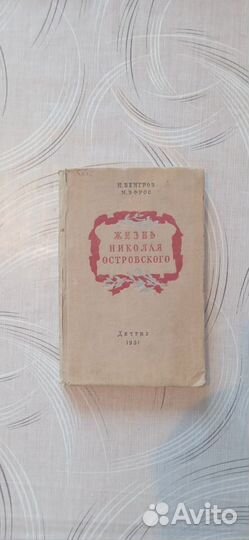 Н. ВЕНГРОВ
М. ЭФРОС
ЖИЗНЬ
НИКОЛАЯ
ОСТРОВСКОГО
Детгиз
1951
Avito